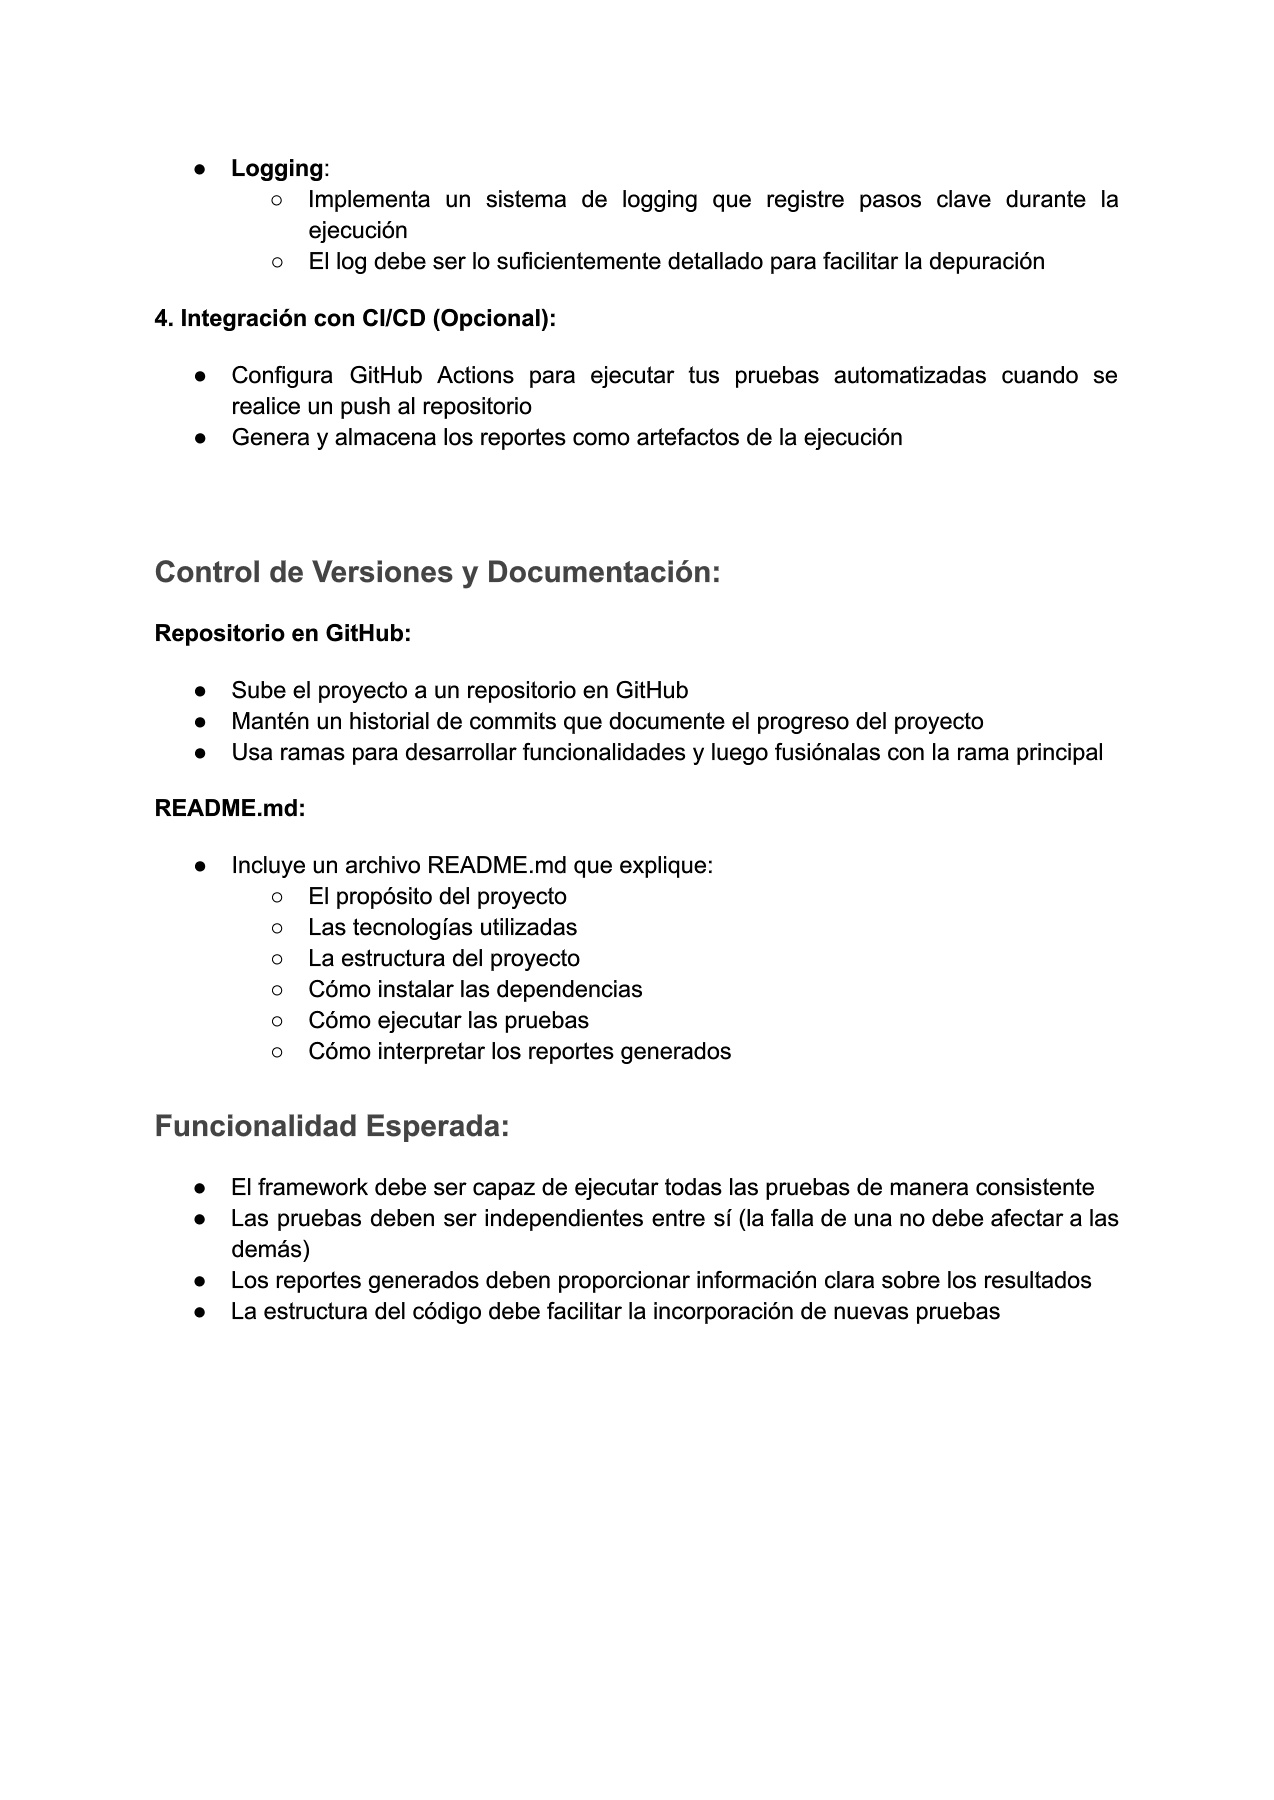 ● Logging:
○ Implementa un sistema de logging que registre pasos clave durante la
ejecución
○ El log debe ser lo suficientemente detallado para facilitar la depuración
4. Integración con CI/CD (Opcional):
● Configura GitHub Actions para ejecutar tus pruebas automatizadas cuando se
realice un push al repositorio
● Genera y almacena los reportes como artefactos de la ejecución
Control de Versiones y Documentación:
Repositorio en GitHub:
● Sube el proyecto a un repositorio en GitHub
● Mantén un historial de commits que documente el progreso del proyecto
● Usa ramas para desarrollar funcionalidades y luego fusiónalas con la rama principal
README.md:
● Incluye un archivo README.md que explique:
○ El propósito del proyecto
○ Las tecnologías utilizadas
○ La estructura del proyecto
○ Cómo instalar las dependencias
○ Cómo ejecutar las pruebas
○ Cómo interpretar los reportes generados
Funcionalidad Esperada:
● El framework debe ser capaz de ejecutar todas las pruebas de manera consistente
● Las pruebas deben ser independientes entre sí (la falla de una no debe afectar a las
demás)
● Los reportes generados deben proporcionar información clara sobre los resultados
● La estructura del código debe facilitar la incorporación de nuevas pruebas